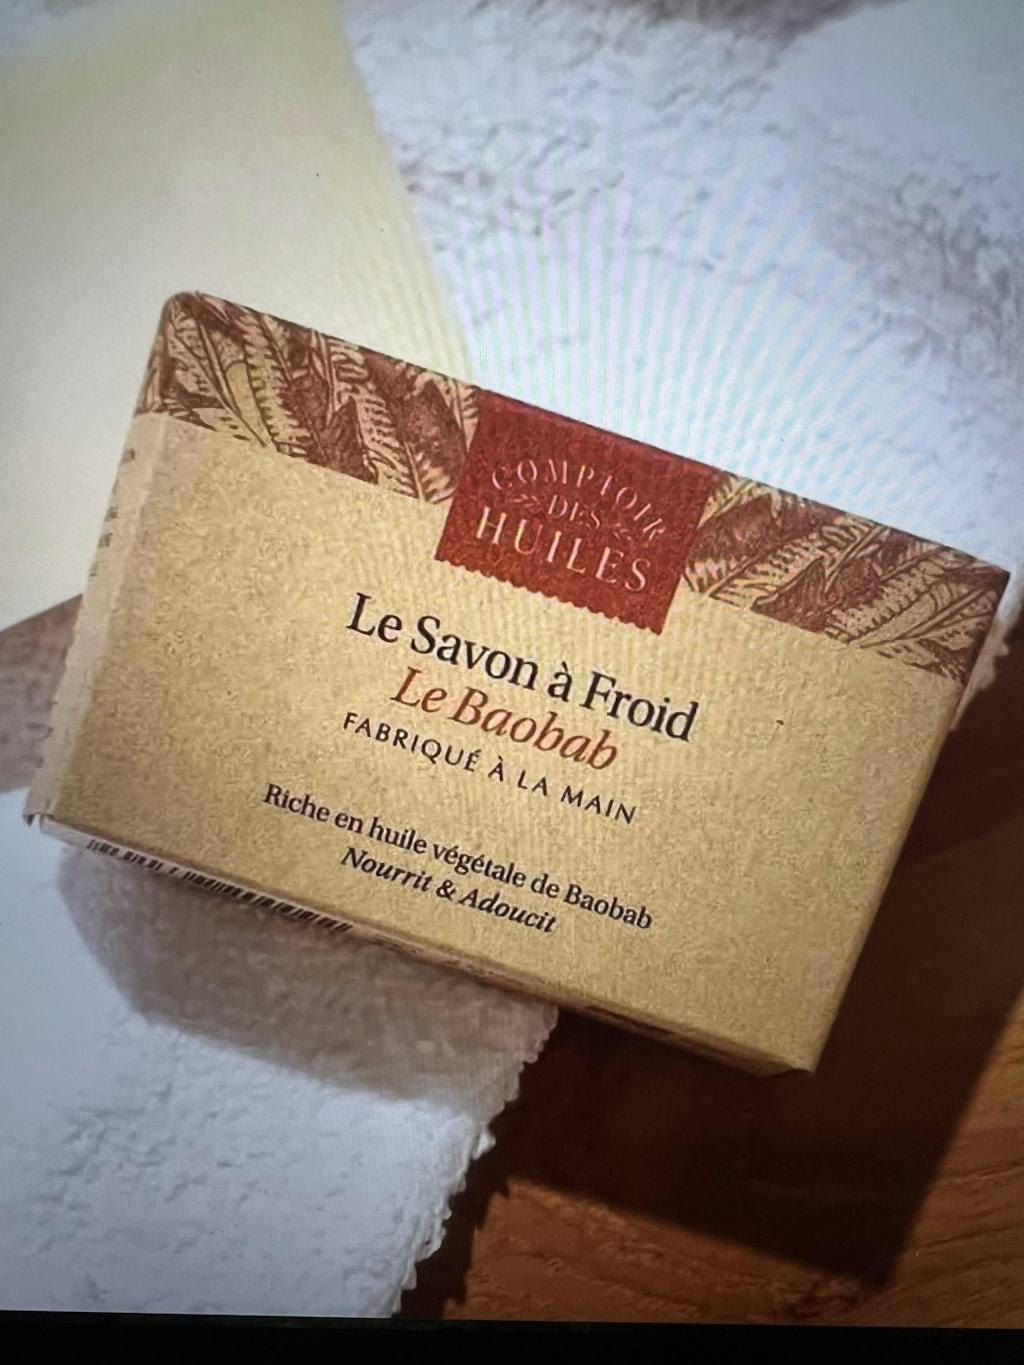 COMPTOIR
DES
HUILES
Le Savon à Froid
Le Baobab
FABRIQUÉ À LA MAIN
Riche en huile végétale de Baobab
Nourrit & Adoucit